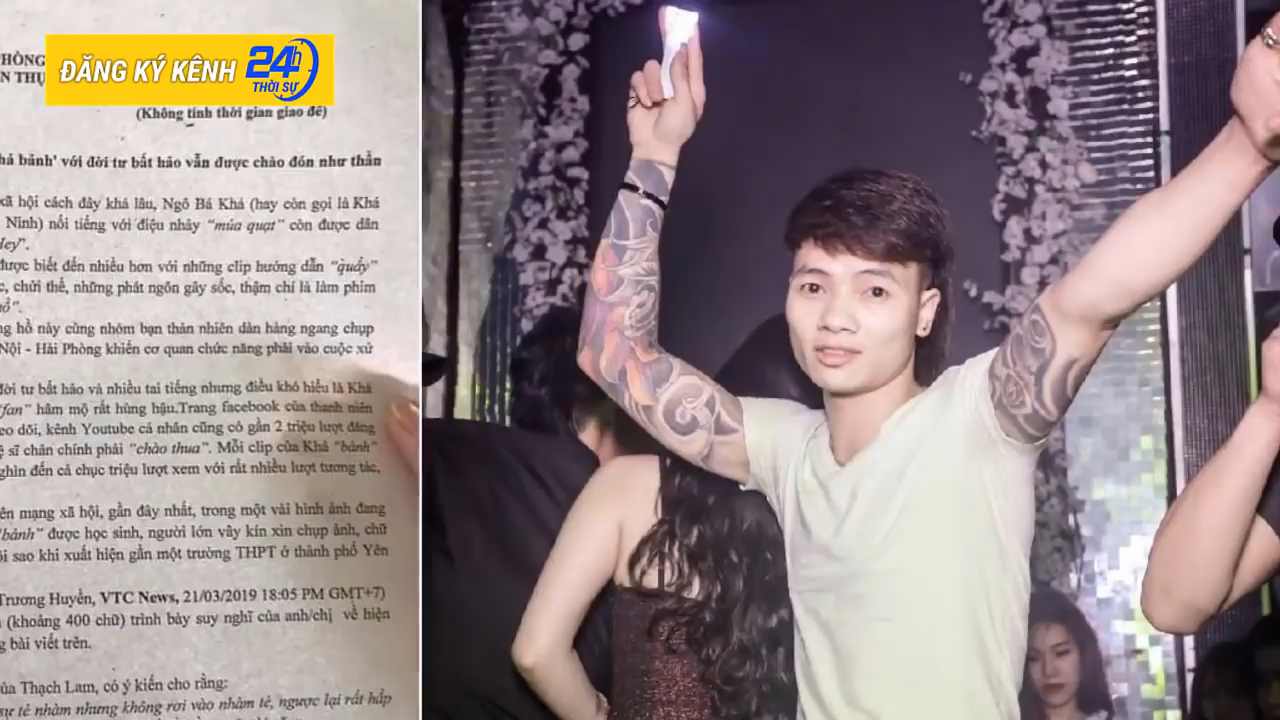 HÒNG
N THỤ
ĐĂNG KÝ KÊNH 24h THỜI SỰ
(Không tính thời gian giao đề)
há bảnh' với đời tư bất hảo vẫn được chào đón như thần
xã hội cách đây khá lâu, Ngô Bá Khá (hay còn gọi là Khá
Ninh) nổi tiếng với điệu nhảy “múa quạt” còn được dân
ley”.
được biết đến nhiều hơn với những clip hướng dẫn “quẩy”
c, chửi thề, những phát ngôn gây sốc, thậm chí là làm phim
ồ”.
ng hồ này cùng nhóm bạn thản nhiên dàn hàng ngang chụp
Nội - Hải Phòng khiến cơ quan chức năng phải vào cuộc xử
đời tư bất hảo và nhiều tai tiếng nhưng điều khó hiểu là Khá
fan” hâm mộ rất hùng hậu.Trang facebook của thanh niên
eo dõi, kênh Youtube cá nhân cũng có gần 2 triệu lượt đăng
ệ sĩ chân chính phải “chào thua”. Mỗi clip của Khá “bảnh”
nghìn đến cả chục triệu lượt xem với rất nhiều lượt tương tác,
ên mạng xã hội, gần đây nhất, trong một vài hình ảnh đang
bảnh” được học sinh, người lớn vây kín xin chụp ảnh, chữ
ôi sao khi xuất hiện gần một trường THPT ở thành phố Yên
Trương Huyền, VTC News, 21/03/2019 18:05 PM GMT+7)
(khoảng 400 chữ) trình bày suy nghĩ của anh/chị về hiện
g bài viết trên.
ủa Thạch Lam, có ý kiến cho rằng:
sự tẻ nhàm nhưng không rơi vào nhàm tẻ, ngược lại rất hấp